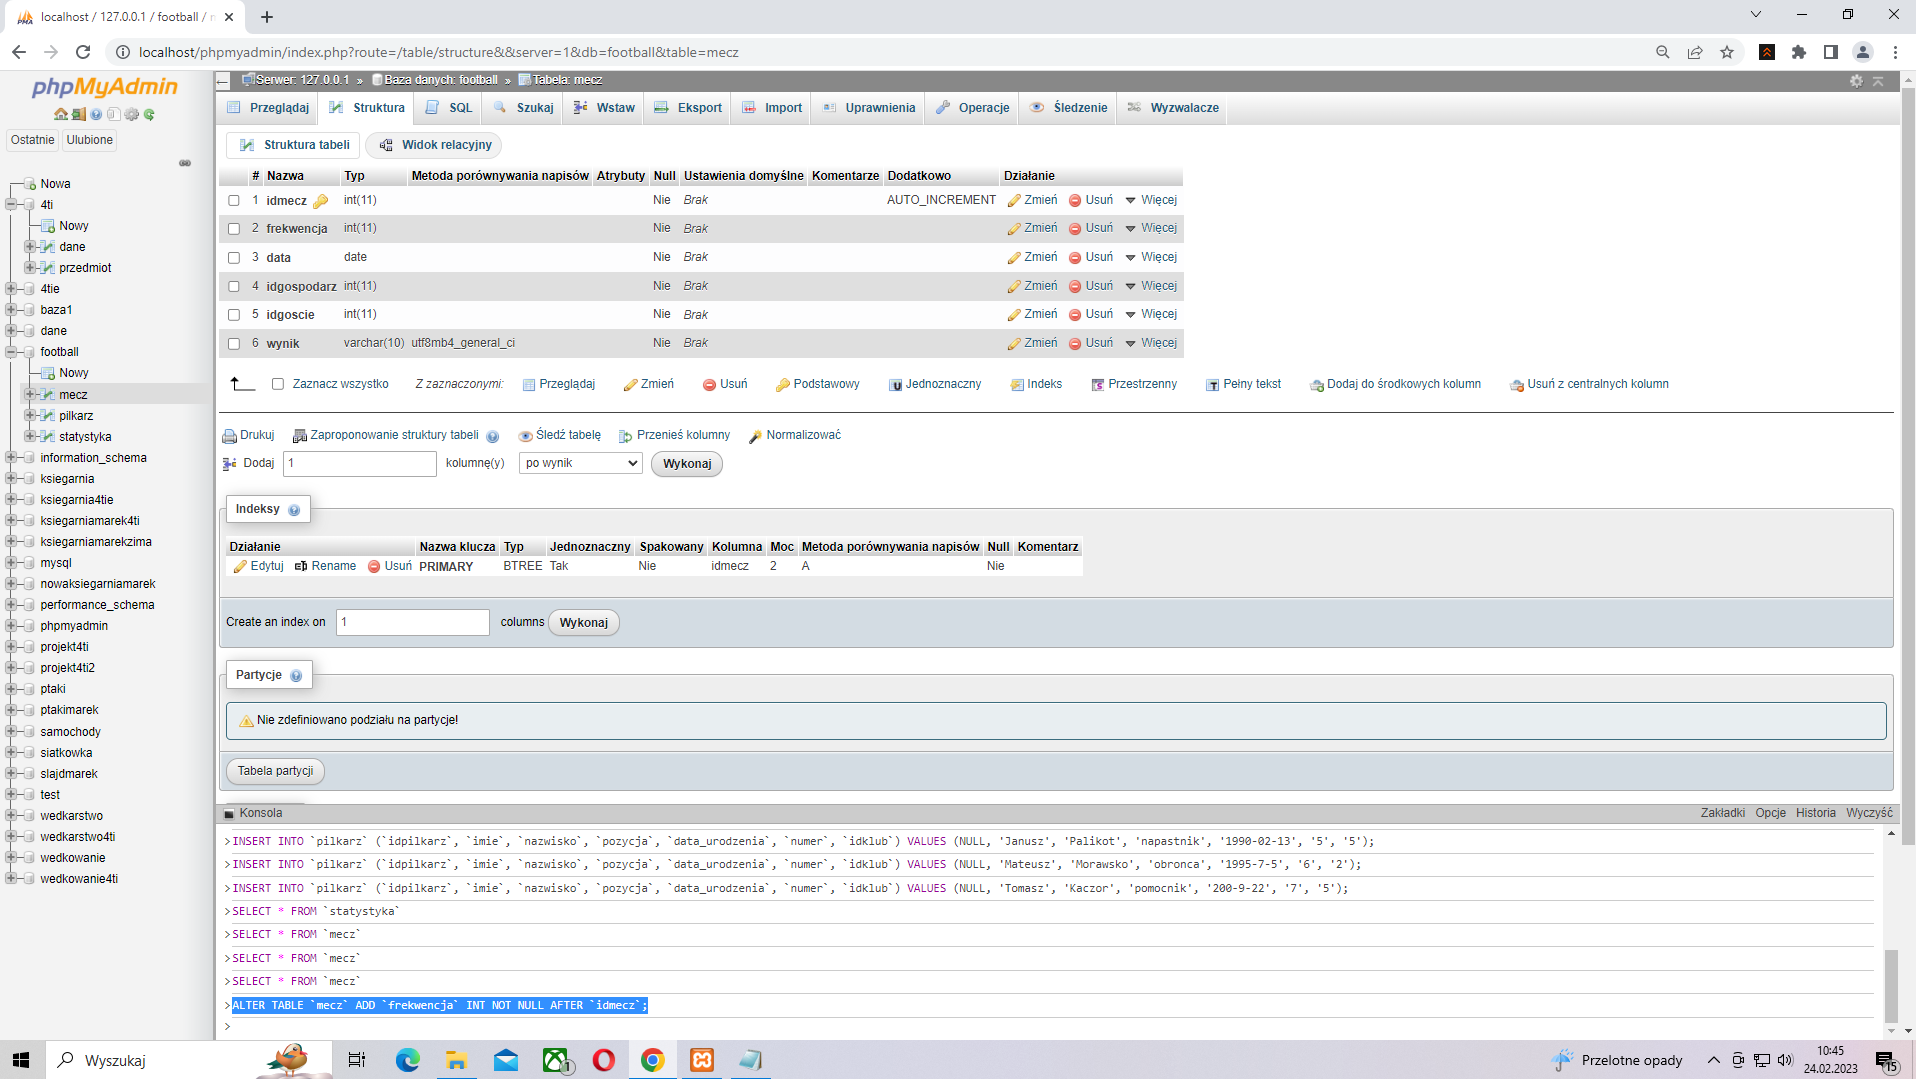 localhost / 127.0.0.1 / football /
localhost/phpmyadmin/index.php?route=/table/structure&&server=1&db=football&table=mecz
phpMyAdmin
Ostatnie Ulubione
Nowa
4ti
Nowy
dane
przedmiot
4tie
baza1
dane
football
Nowy
mecz
pilkarz
statystyka
information_schema
ksiegarnia
ksiegarnia4tie
ksiegarniamarek4ti
ksiegarniamarekzima
mysql
nowaksiegarniamarek
performance_schema
phpmyadmin
projekt4ti
projekt4ti2
ptaki
ptakimarek
samochody
siatkowka
slajdmarek
test
wedkarstwo
wedkarstwo4ti
wedkowanie
wedkowanie4ti
Serwer: 127.0.0.1 » Baza danych: football » Tabela: mecz
Przeglądaj Struktura SQL Szukaj Wstaw Eksport Import Uprawnienia Operacje Śledzenie Wyzwalacze
Struktura tabeli Widok relacyjny
# Nazwa Typ Metoda porównywania napisów Atrybuty Null Ustawienia domyślne Komentarze Dodatkowo Działanie
1 idmecz int(11) Nie Brak AUTO_INCREMENT Zmień Usuń Więcej
2 frekwencja int(11) Nie Brak Zmień Usuń Więcej
3 data date Nie Brak Zmień Usuń Więcej
4 idgospodarz int(11) Nie Brak Zmień Usuń Więcej
5 idgoscie int(11) Nie Brak Zmień Usuń Więcej
6 wynik varchar(10) utf8mb4_general_ci Nie Brak Zmień Usuń Więcej
Zaznacz wszystko Z zaznaczonymi: Przeglądaj Zmień Usuń Podstawowy Jednoznaczny Indeks Przestrzenny Pełny tekst Dodaj do środkowych kolumn Usuń z centralnych kolumn
Drukuj Zaproponowanie struktury tabeli Śledź tabelę Przenieś kolumny Normalizować
Dodaj 1 kolumnę(y) po wynik Wykonaj
Indeksy
Działanie Nazwa klucza Typ Jednoznaczny Spakowany Kolumna Moc Metoda porównywania napisów Null Komentarz
Edytuj Rename Usuń PRIMARY BTREE Tak Nie idmecz 2 A Nie
Create an index on 1 columns Wykonaj
Partycje
Nie zdefiniowano podziału na partycje!
Tabela partycji
Konsola Zakładki Opcje Historia Wyczyść
>INSERT INTO `pilkarz` (`idpilkarz`, `imie`, `nazwisko`, `pozycja`, `data_urodzenia`, `numer`, `idklub`) VALUES (NULL, 'Janusz', 'Palikot', 'napastnik', '1990-02-13', '5', '5');
>INSERT INTO `pilkarz` (`idpilkarz`, `imie`, `nazwisko`, `pozycja`, `data_urodzenia`, `numer`, `idklub`) VALUES (NULL, 'Mateusz', 'Morawsko', 'obronca', '1995-7-5', '6', '2');
>INSERT INTO `pilkarz` (`idpilkarz`, `imie`, `nazwisko`, `pozycja`, `data_urodzenia`, `numer`, `idklub`) VALUES (NULL, 'Tomasz', 'Kaczor', 'pomocnik', '200-9-22', '7', '5');
>SELECT * FROM `statystyka`
>SELECT * FROM `mecz`
>SELECT * FROM `mecz`
>SELECT * FROM `mecz`
>ALTER TABLE `mecz` ADD `frekwencja` INT NOT NULL AFTER `idmecz`;
>
Wyszukaj
1
Przelotne opady
10:45
24.02.2023
15